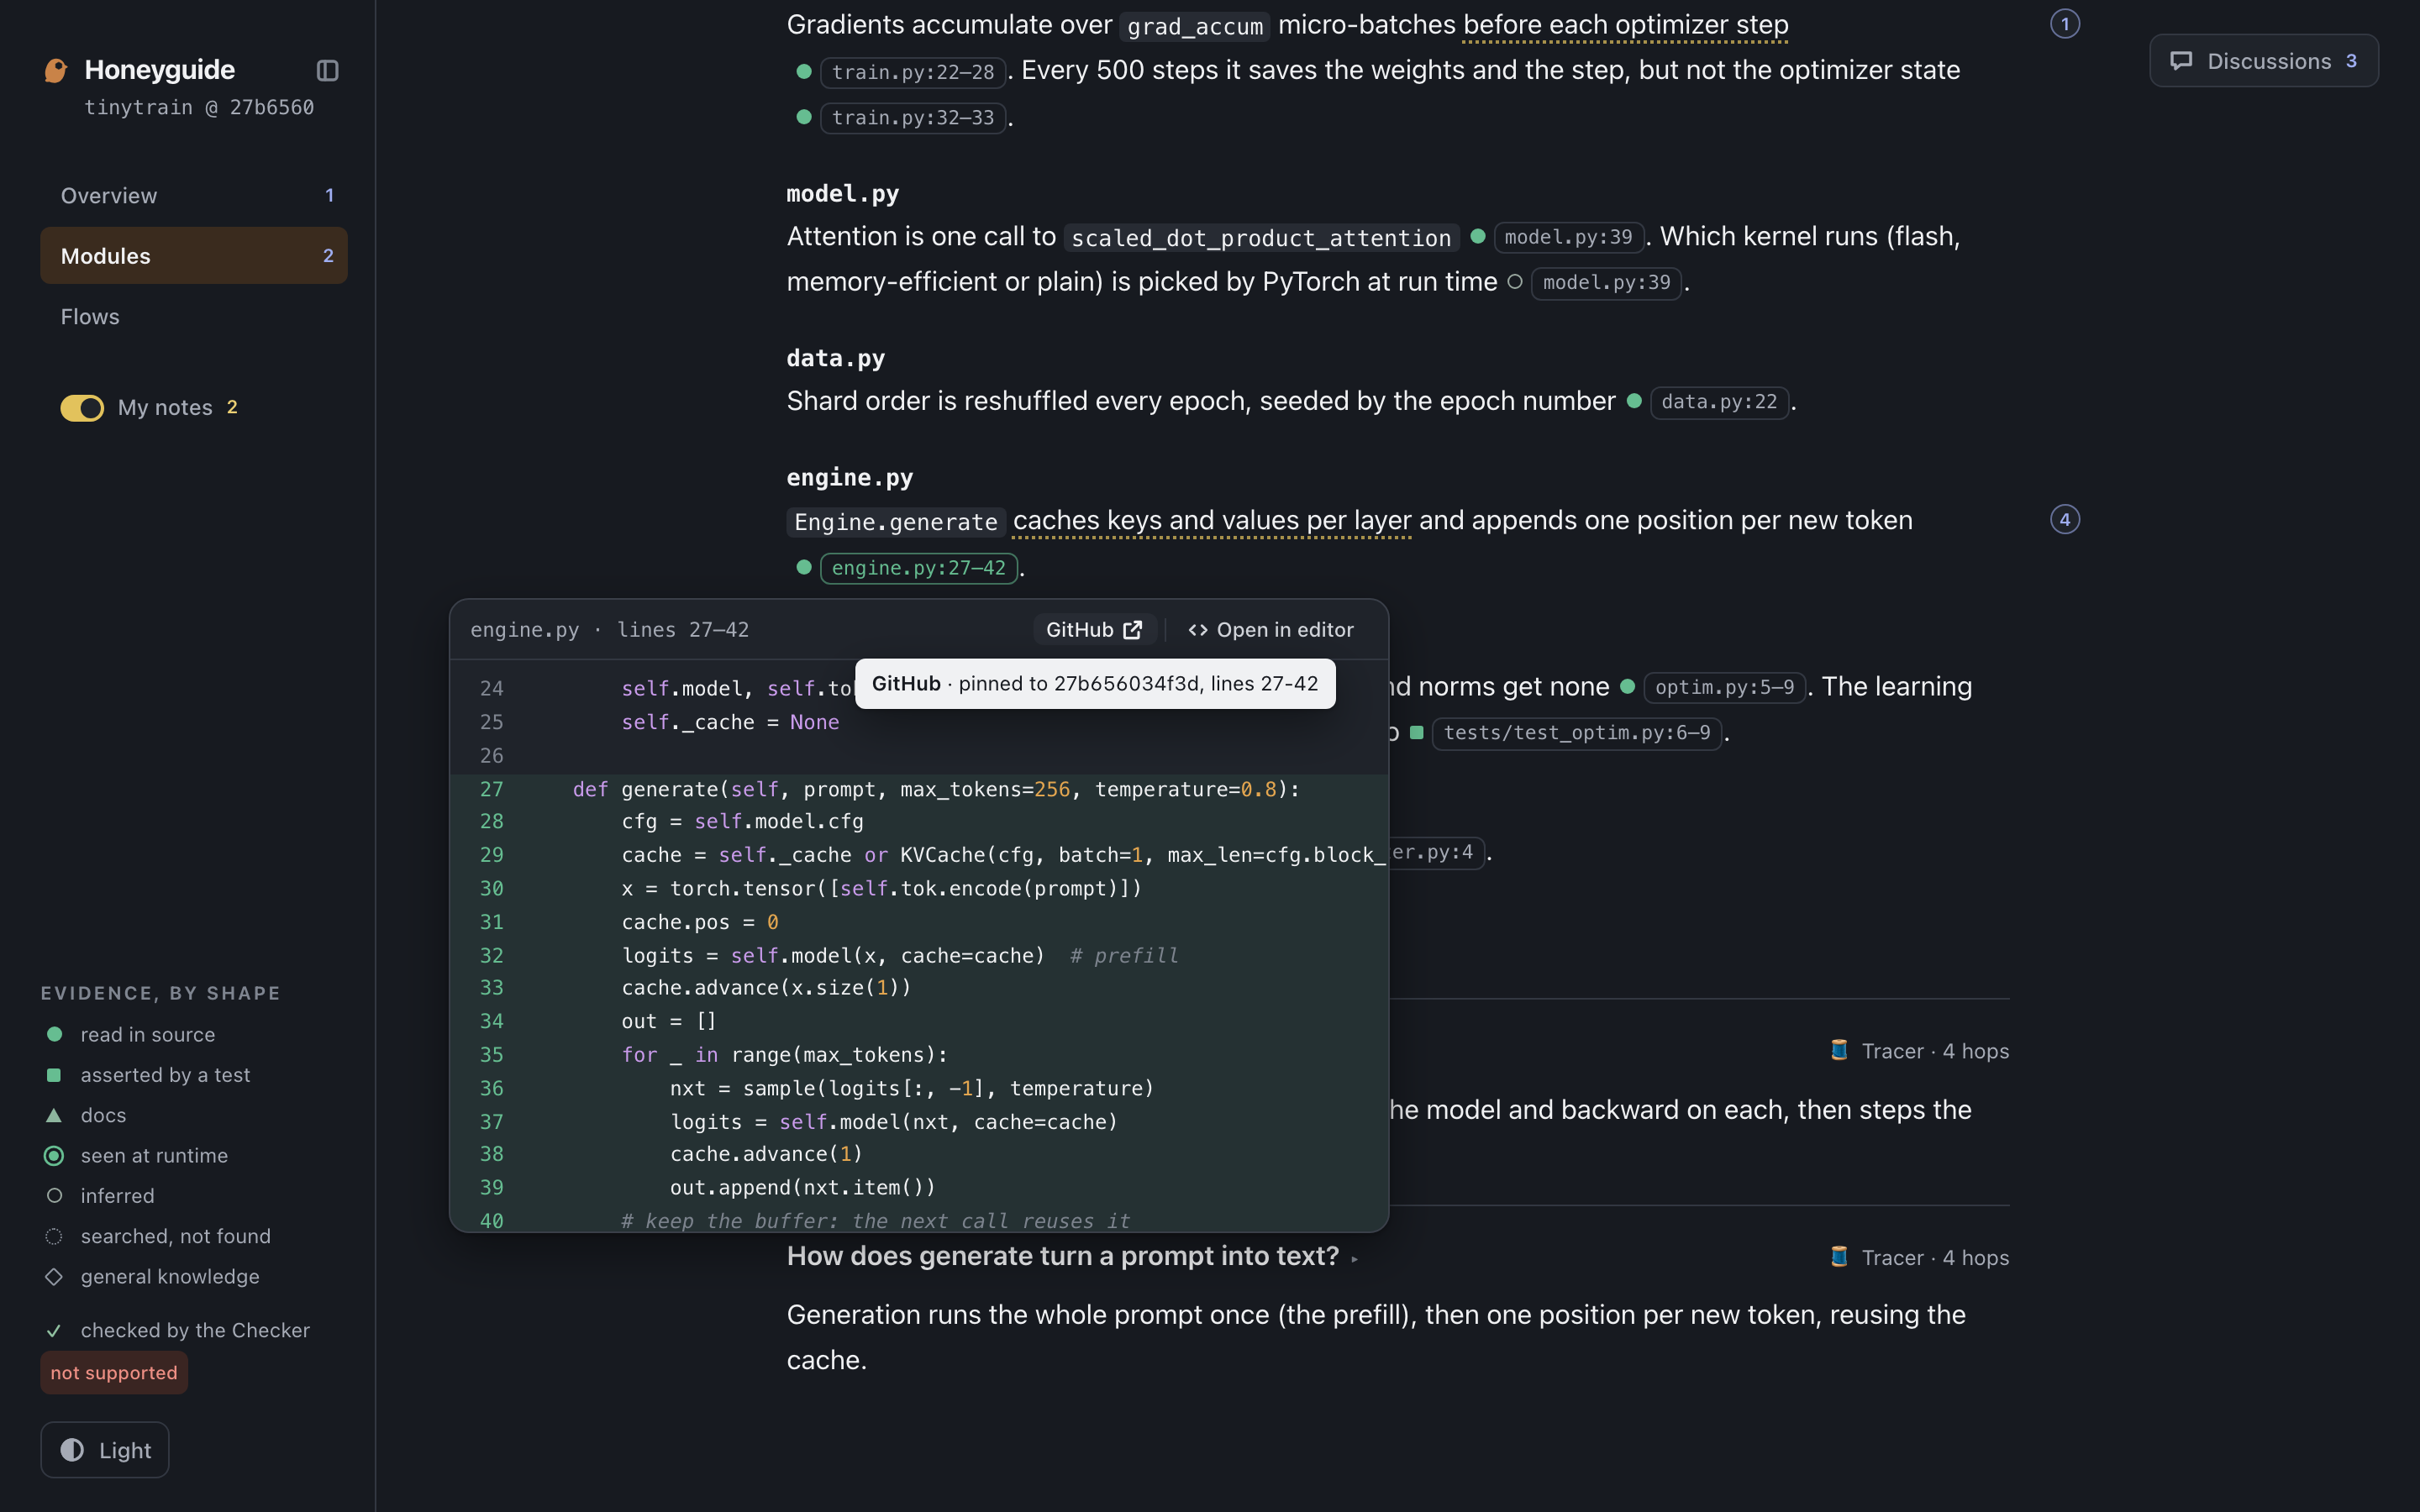 Honeyguide
tinytrain @ 27b6560
Overview 1
Modules 2
Flows
My notes 2
EVIDENCE, BY SHAPE
read in source
asserted by a test
docs
seen at runtime
inferred
searched, not found
general knowledge
checked by the Checker
not supported
Light
Gradients accumulate over grad_accum micro-batches before each optimizer step 1
train.py:22–28. Every 500 steps it saves the weights and the step, but not the optimizer state
train.py:32–33.
model.py
Attention is one call to scaled_dot_product_attention model.py:39. Which kernel runs (flash,
memory-efficient or plain) is picked by PyTorch at run time model.py:39.
data.py
Shard order is reshuffled every epoch, seeded by the epoch number data.py:22.
engine.py
Engine.generate caches keys and values per layer and appends one position per new token 4
engine.py:27–42.
engine.py · lines 27–42 GitHub Open in editor
GitHub · pinned to 27b656034f3d, lines 27-42
24 self.model, self.to
25 self._cache = None
26
27 def generate(self, prompt, max_tokens=256, temperature=0.8):
28 cfg = self.model.cfg
29 cache = self._cache or KVCache(cfg, batch=1, max_len=cfg.block_
30 x = torch.tensor([self.tok.encode(prompt)])
31 cache.pos = 0
32 logits = self.model(x, cache=cache) # prefill
33 cache.advance(x.size(1))
34 out = []
35 for _ in range(max_tokens):
36 nxt = sample(logits[:, −1], temperature)
37 logits = self.model(nxt, cache=cache)
38 cache.advance(1)
39 out.append(nxt.item())
40 # keep the buffer: the next call reuses it
norms get none optim.py:5–9. The learning
tests/test_optim.py:6–9.
er.py:4.
Tracer · 4 hops
he model and backward on each, then steps the
How does generate turn a prompt into text? ▸
Tracer · 4 hops
Generation runs the whole prompt once (the prefill), then one position per new token, reusing the
cache.
Discussions 3